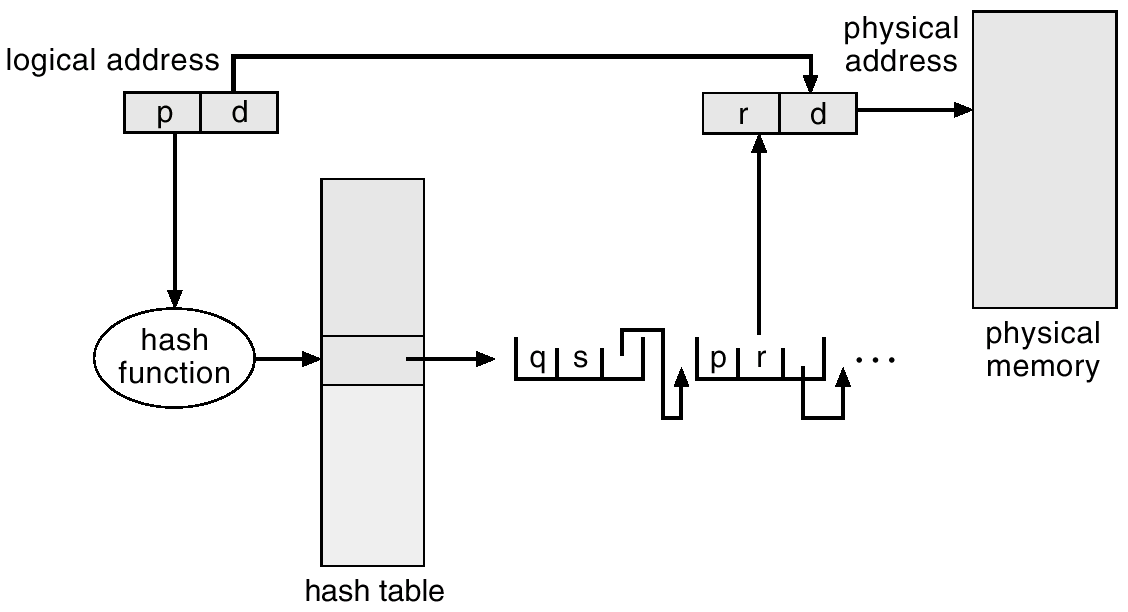 logical address
physical
address
p d
r d
hash
function
q s
p r
...
physical
memory
hash table